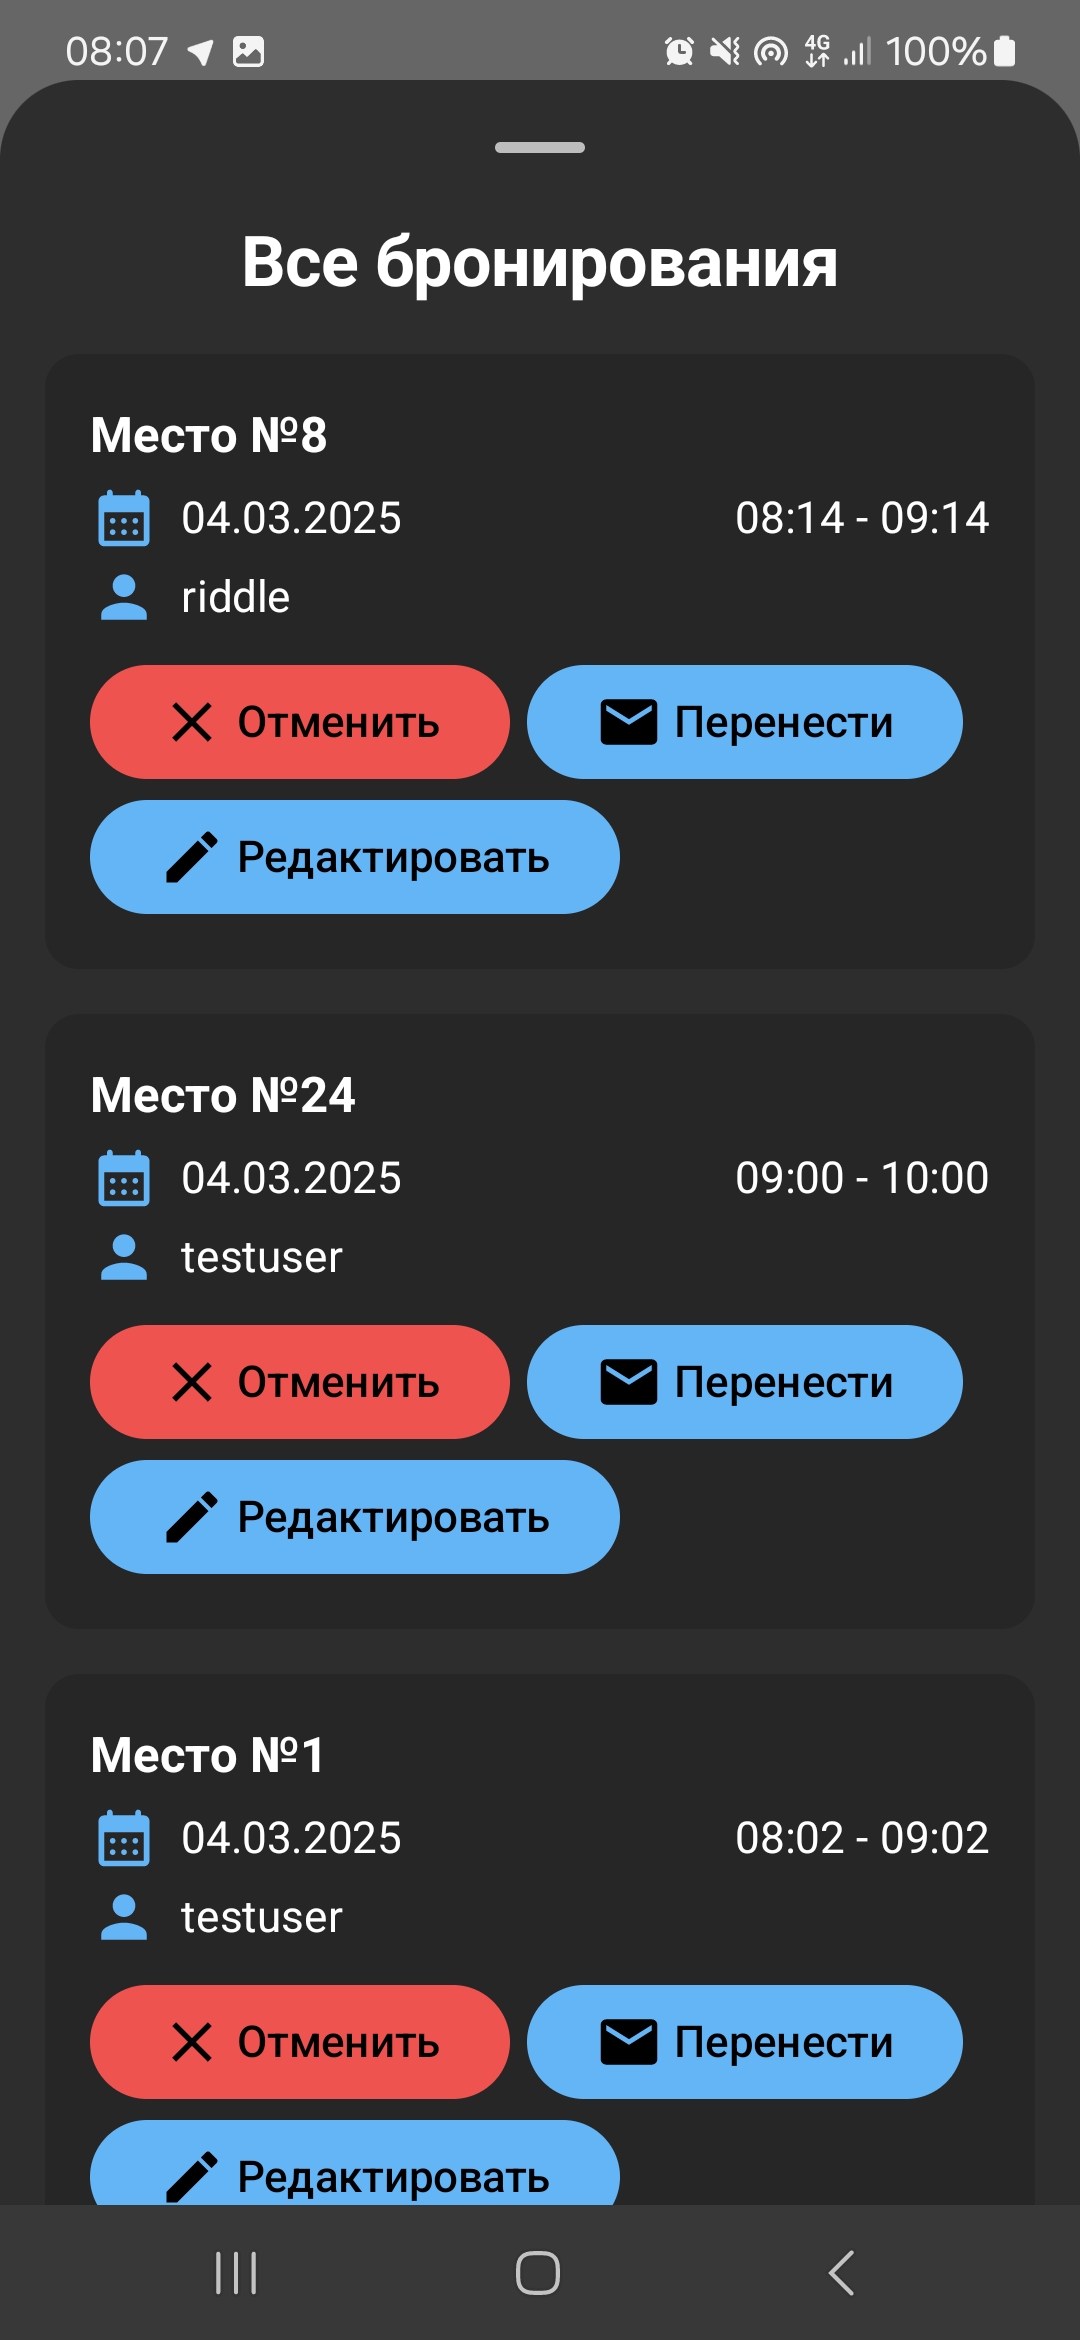 08:07 4G 100%
Все бронирования
Место №8
04.03.2025 08:14 - 09:14
riddle
Отменить Перенести
Редактировать
Место №24
04.03.2025 09:00 - 10:00
testuser
Отменить Перенести
Редактировать
Место №1
04.03.2025 08:02 - 09:02
testuser
Отменить Перенести
Редактировать